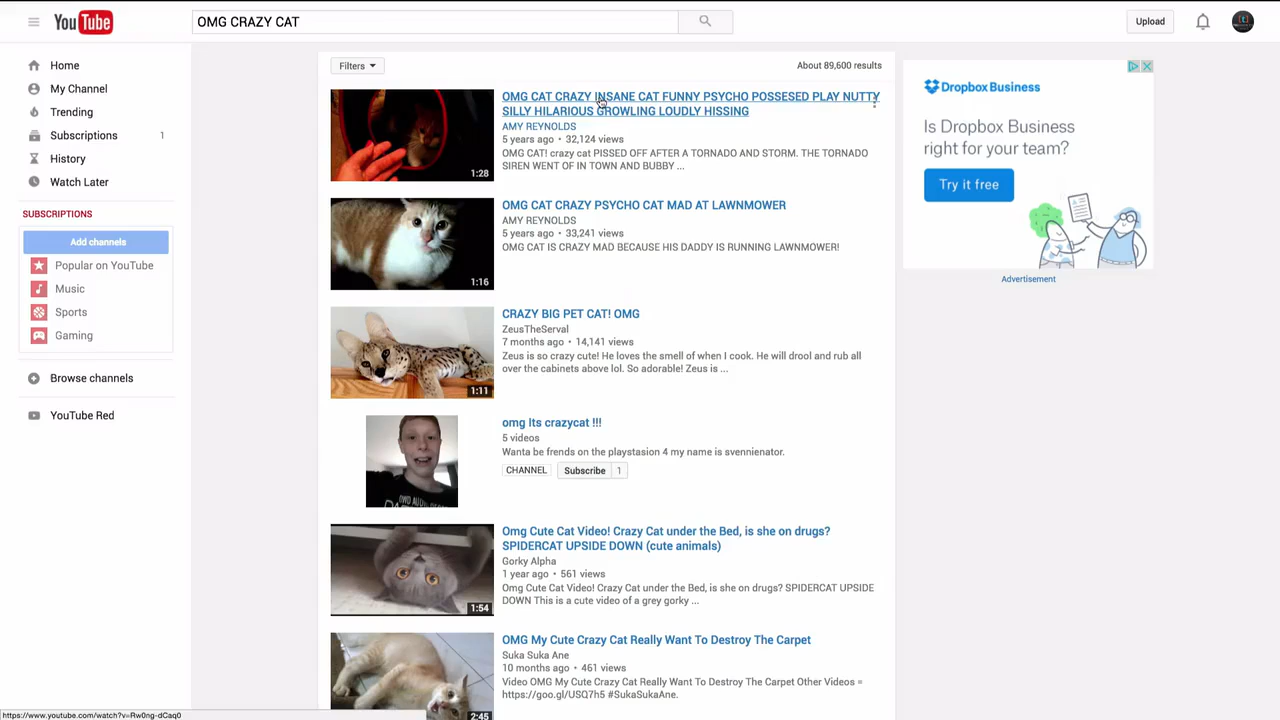 YouTube
OMG CRAZY CAT
Upload
Home
My Channel
Trending
Subscriptions 1
History
Watch Later
SUBSCRIPTIONS
Add channels
Popular on YouTube
Music
Sports
Gaming
Browse channels
YouTube Red
Filters
About 89,600 results
OMG CAT CRAZY INSANE CAT FUNNY PSYCHO POSSESED PLAY NUTTY
SILLY HILARIOUS GROWLING LOUDLY HISSING
AMY REYNOLDS
5 years ago • 32,124 views
OMG CAT! crazy cat PISSED OFF AFTER A TORNADO AND STORM. THE TORNADO
SIREN WENT OF IN TOWN AND BUBBY ...
1:28
OMG CAT CRAZY PSYCHO CAT MAD AT LAWNMOWER
AMY REYNOLDS
5 years ago • 33,241 views
OMG CAT IS CRAZY MAD BECAUSE HIS DADDY IS RUNNING LAWNMOWER!
1:16
CRAZY BIG PET CAT! OMG
ZeusTheServal
7 months ago • 14,141 views
Zeus is so crazy cute! He loves the smell of when I cook. He will drool and rub all
over the cabinets above lol. So adorable! Zeus is ...
1:11
omg Its crazycat !!!
5 videos
Wanta be frends on the playstasion 4 my name is svennienator.
CHANNEL Subscribe 1
Omg Cute Cat Video! Crazy Cat under the Bed, is she on drugs?
SPIDERCAT UPSIDE DOWN (cute animals)
Gorky Alpha
1 year ago • 561 views
Omg Cute Cat Video! Crazy Cat under the Bed, is she on drugs? SPIDERCAT UPSIDE
DOWN This is a cute video of a grey gorky ...
1:54
OMG My Cute Crazy Cat Really Want To Destroy The Carpet
Suka Suka Ane
10 months ago • 461 views
Video OMG My Cute Crazy Cat Really Want To Destroy The Carpet Other Videos =
https://goo.gl/USQ7h5 #SukaSukaAne.
2:45
Dropbox Business
Is Dropbox Business
right for your team?
Try it free
Advertisement
https://www.youtube.com/watch?v=Rw0ng-dCaq0